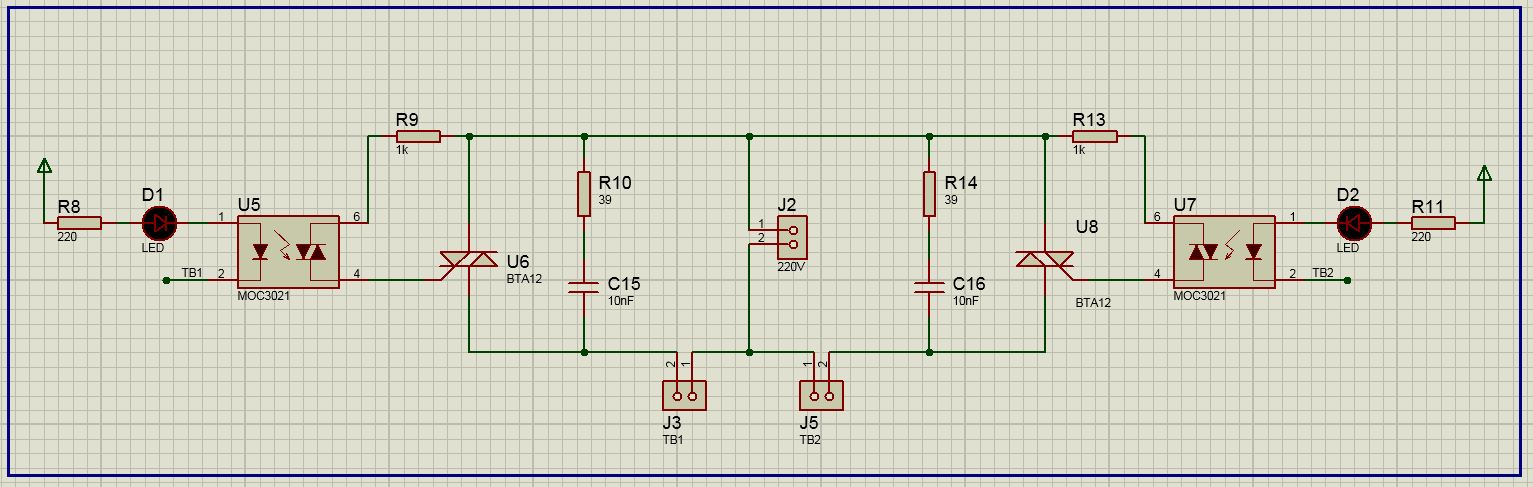 R9
1k
R13
1k
R8
220
D1
LED
U5
1
6
TB1
2
4
MOC3021
R10
39
U6
BTA12
C15
10nF
J2
1
2
220V
R14
39
C16
10nF
U8
BTA12
U7
6
1
4
2
TB2
MOC3021
D2
LED
R11
220
2
1
J3
TB1
1
2
J5
TB2